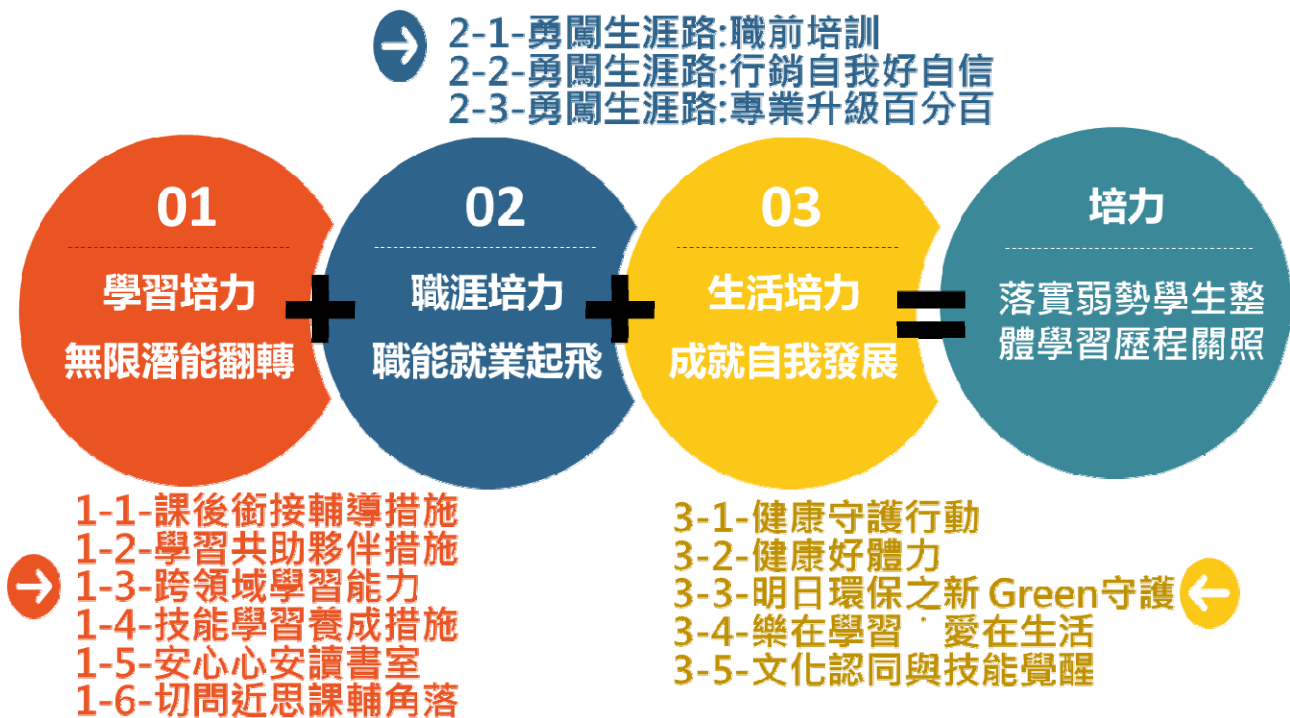 2-1-勇闖生涯路:職前培訓
2-2-勇闖生涯路:行銷自我好自信
2-3-勇闖生涯路:專業升級百分百
01
學習培力
無限潛能翻轉
+
02
職涯培力
職能就業起飛
+
03
生活培力
成就自我發展
=
培力
落實弱勢學生整
體學習歷程關照
1-1-課後銜接輔導措施
1-2-學習共助夥伴措施
1-3-跨領域學習能力
1-4-技能學習養成措施
1-5-安心心安讀書室
1-6-切問近思課輔角落
3-1-健康守護行動
3-2-健康好體力
3-3-明日環保之新 Green守護
3-4-樂在學習˙愛在生活
3-5-文化認同與技能覺醒